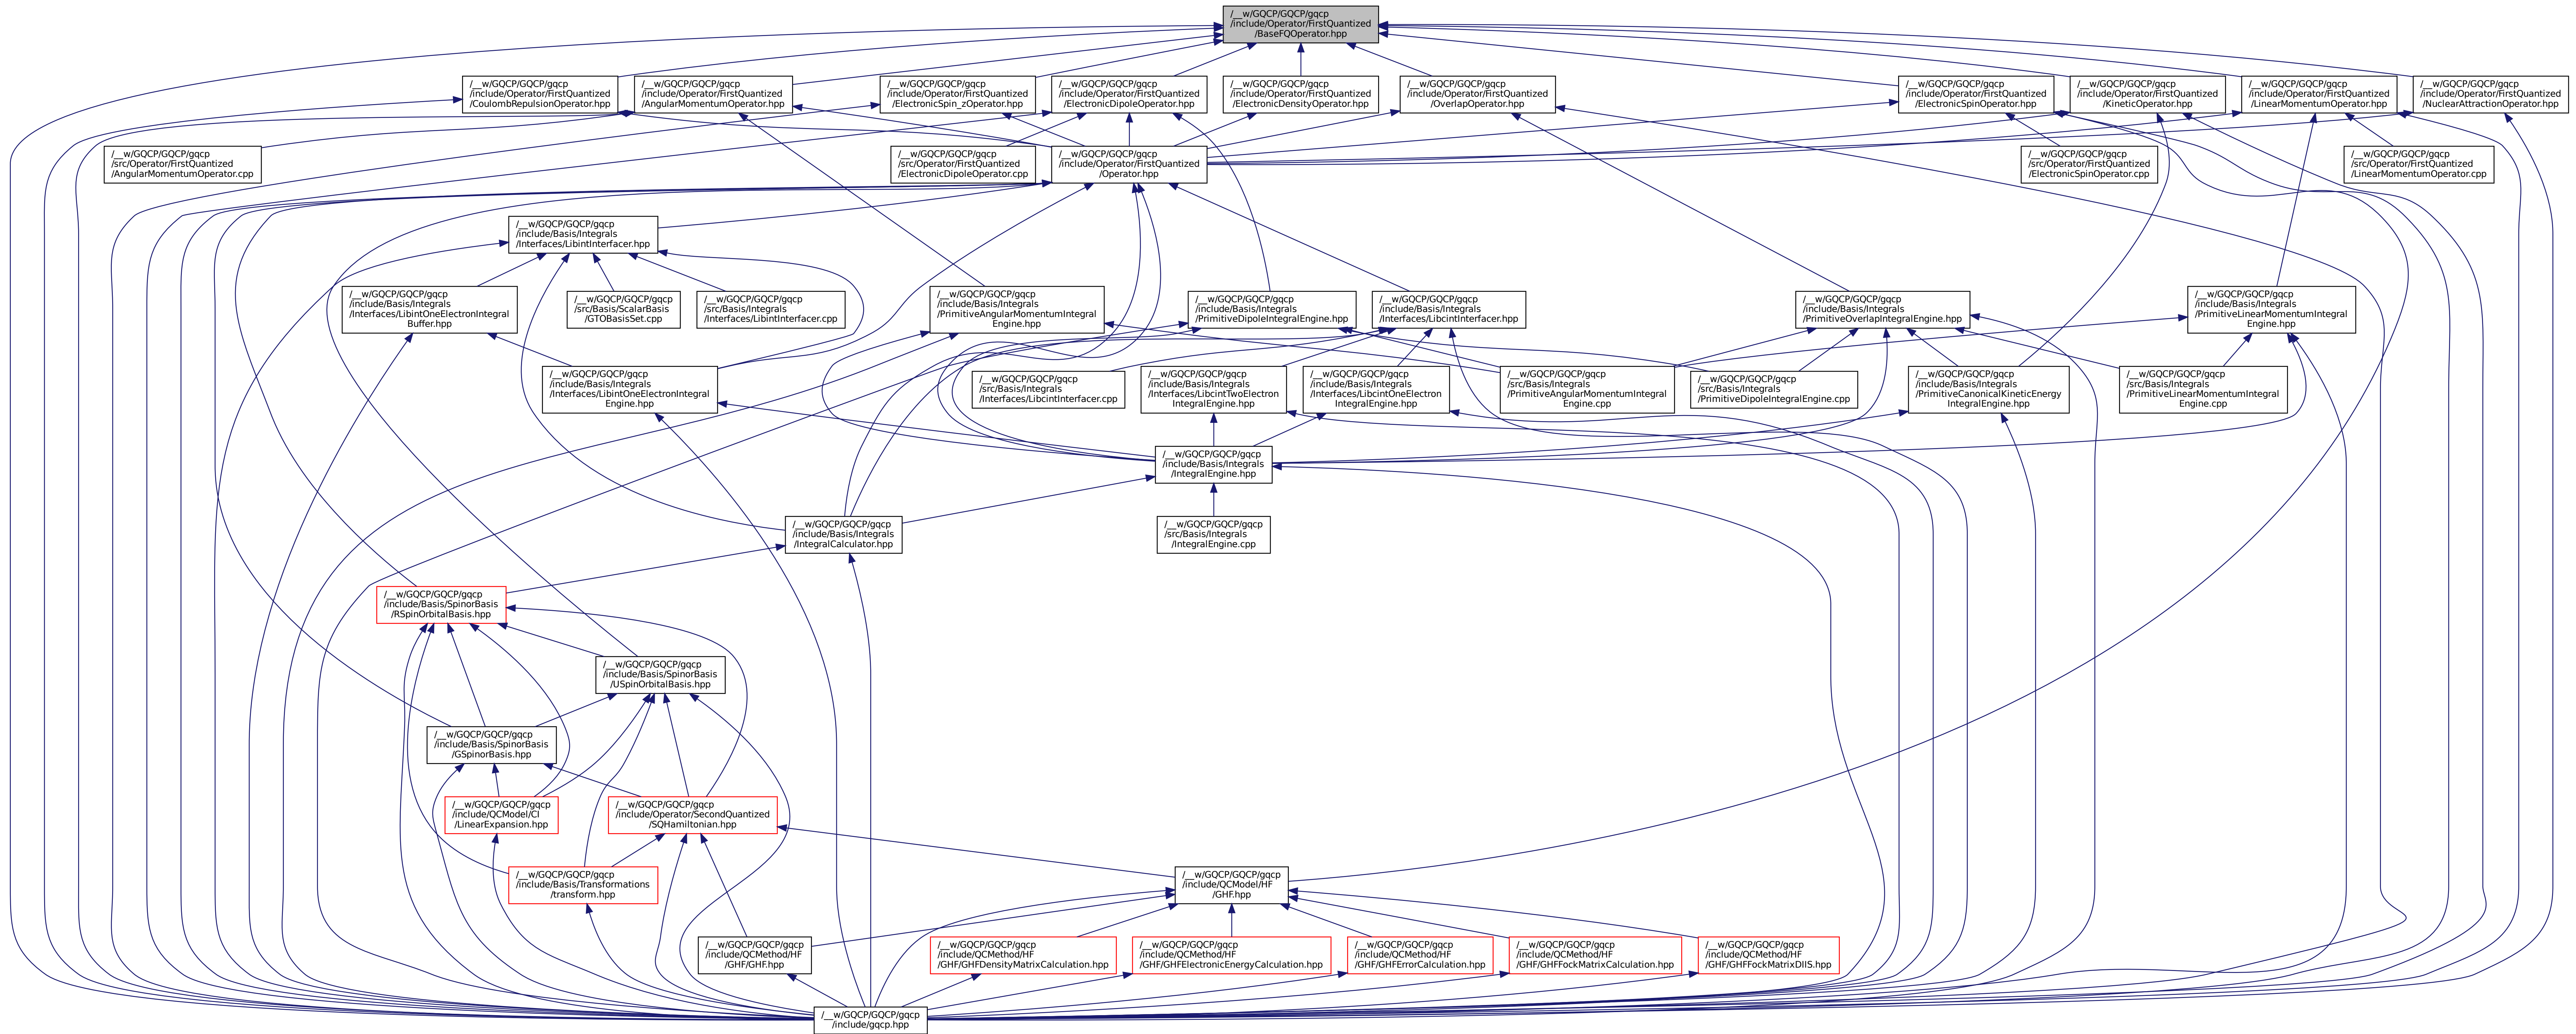 /__w/GQCP/GQCP/gqcp
/include/Operator/FirstQuantized
/BaseFQOperator.hpp
/__w/GQCP/GQCP/gqcp
/include/Operator/FirstQuantized
/CoulombRepulsionOperator.hpp
/__w/GQCP/GQCP/gqcp
/include/Operator/FirstQuantized
/AngularMomentumOperator.hpp
/__w/GQCP/GQCP/gqcp
/include/Operator/FirstQuantized
/ElectronicSpin_zOperator.hpp
/__w/GQCP/GQCP/gqcp
/include/Operator/FirstQuantized
/ElectronicDipoleOperator.hpp
/__w/GQCP/GQCP/gqcp
/include/Operator/FirstQuantized
/ElectronicDensityOperator.hpp
/__w/GQCP/GQCP/gqcp
/include/Operator/FirstQuantized
/OverlapOperator.hpp
/__w/GQCP/GQCP/gqcp
/include/Operator/FirstQuantized
/ElectronicSpinOperator.hpp
/__w/GQCP/GQCP/gqcp
/include/Operator/FirstQuantized
/KineticOperator.hpp
/__w/GQCP/GQCP/gqcp
/include/Operator/FirstQuantized
/LinearMomentumOperator.hpp
/__w/GQCP/GQCP/gqcp
/include/Operator/FirstQuantized
/NuclearAttractionOperator.hpp
/__w/GQCP/GQCP/gqcp
/src/Operator/FirstQuantized
/AngularMomentumOperator.cpp
/__w/GQCP/GQCP/gqcp
/src/Operator/FirstQuantized
/ElectronicDipoleOperator.cpp
/__w/GQCP/GQCP/gqcp
/include/Operator/FirstQuantized
/Operator.hpp
/__w/GQCP/GQCP/gqcp
/src/Operator/FirstQuantized
/ElectronicSpinOperator.cpp
/__w/GQCP/GQCP/gqcp
/src/Operator/FirstQuantized
/LinearMomentumOperator.cpp
/__w/GQCP/GQCP/gqcp
/include/Basis/Integrals
/Interfaces/LibintInterfacer.hpp
/__w/GQCP/GQCP/gqcp
/include/Basis/Integrals
/Interfaces/LibintOneElectronIntegral
Buffer.hpp
/__w/GQCP/GQCP/gqcp
/src/Basis/ScalarBasis
/GTOBasisSet.cpp
/__w/GQCP/GQCP/gqcp
/src/Basis/Integrals
/Interfaces/LibintInterfacer.cpp
/__w/GQCP/GQCP/gqcp
/include/Basis/Integrals
/PrimitiveAngularMomentumIntegral
Engine.hpp
/__w/GQCP/GQCP/gqcp
/include/Basis/Integrals
/PrimitiveDipoleIntegralEngine.hpp
/__w/GQCP/GQCP/gqcp
/include/Basis/Integrals
/Interfaces/LibcintInterfacer.hpp
/__w/GQCP/GQCP/gqcp
/include/Basis/Integrals
/PrimitiveOverlapIntegralEngine.hpp
/__w/GQCP/GQCP/gqcp
/include/Basis/Integrals
/PrimitiveLinearMomentumIntegral
Engine.hpp
/__w/GQCP/GQCP/gqcp
/include/Basis/Integrals
/Interfaces/LibintOneElectronIntegral
Engine.hpp
/__w/GQCP/GQCP/gqcp
/src/Basis/Integrals
/Interfaces/LibcintInterfacer.cpp
/__w/GQCP/GQCP/gqcp
/include/Basis/Integrals
/Interfaces/LibcintTwoElectron
IntegralEngine.hpp
/__w/GQCP/GQCP/gqcp
/include/Basis/Integrals
/Interfaces/LibcintOneElectron
IntegralEngine.hpp
/__w/GQCP/GQCP/gqcp
/src/Basis/Integrals
/PrimitiveAngularMomentumIntegral
Engine.cpp
/__w/GQCP/GQCP/gqcp
/src/Basis/Integrals
/PrimitiveDipoleIntegralEngine.cpp
/__w/GQCP/GQCP/gqcp
/include/Basis/Integrals
/PrimitiveCanonicalKineticEnergy
IntegralEngine.hpp
/__w/GQCP/GQCP/gqcp
/src/Basis/Integrals
/PrimitiveLinearMomentumIntegral
Engine.cpp
/__w/GQCP/GQCP/gqcp
/include/Basis/Integrals
/IntegralEngine.hpp
/__w/GQCP/GQCP/gqcp
/include/Basis/Integrals
/IntegralCalculator.hpp
/__w/GQCP/GQCP/gqcp
/src/Basis/Integrals
/IntegralEngine.cpp
/__w/GQCP/GQCP/gqcp
/include/Basis/SpinorBasis
/RSpinOrbitalBasis.hpp
/__w/GQCP/GQCP/gqcp
/include/Basis/SpinorBasis
/USpinOrbitalBasis.hpp
/__w/GQCP/GQCP/gqcp
/include/Basis/SpinorBasis
/GSpinorBasis.hpp
/__w/GQCP/GQCP/gqcp
/include/QCModel/CI
/LinearExpansion.hpp
/__w/GQCP/GQCP/gqcp
/include/Operator/SecondQuantized
/SQHamiltonian.hpp
/__w/GQCP/GQCP/gqcp
/include/Basis/Transformations
/transform.hpp
/__w/GQCP/GQCP/gqcp
/include/QCModel/HF
/GHF.hpp
/__w/GQCP/GQCP/gqcp
/include/QCMethod/HF
/GHF/GHF.hpp
/__w/GQCP/GQCP/gqcp
/include/QCMethod/HF
/GHF/GHFDensityMatrixCalculation.hpp
/__w/GQCP/GQCP/gqcp
/include/QCMethod/HF
/GHF/GHFElectronicEnergyCalculation.hpp
/__w/GQCP/GQCP/gqcp
/include/QCMethod/HF
/GHF/GHFErrorCalculation.hpp
/__w/GQCP/GQCP/gqcp
/include/QCMethod/HF
/GHF/GHFFockMatrixCalculation.hpp
/__w/GQCP/GQCP/gqcp
/include/QCMethod/HF
/GHF/GHFFockMatrixDIIS.hpp
/__w/GQCP/GQCP/gqcp
/include/gqcp.hpp